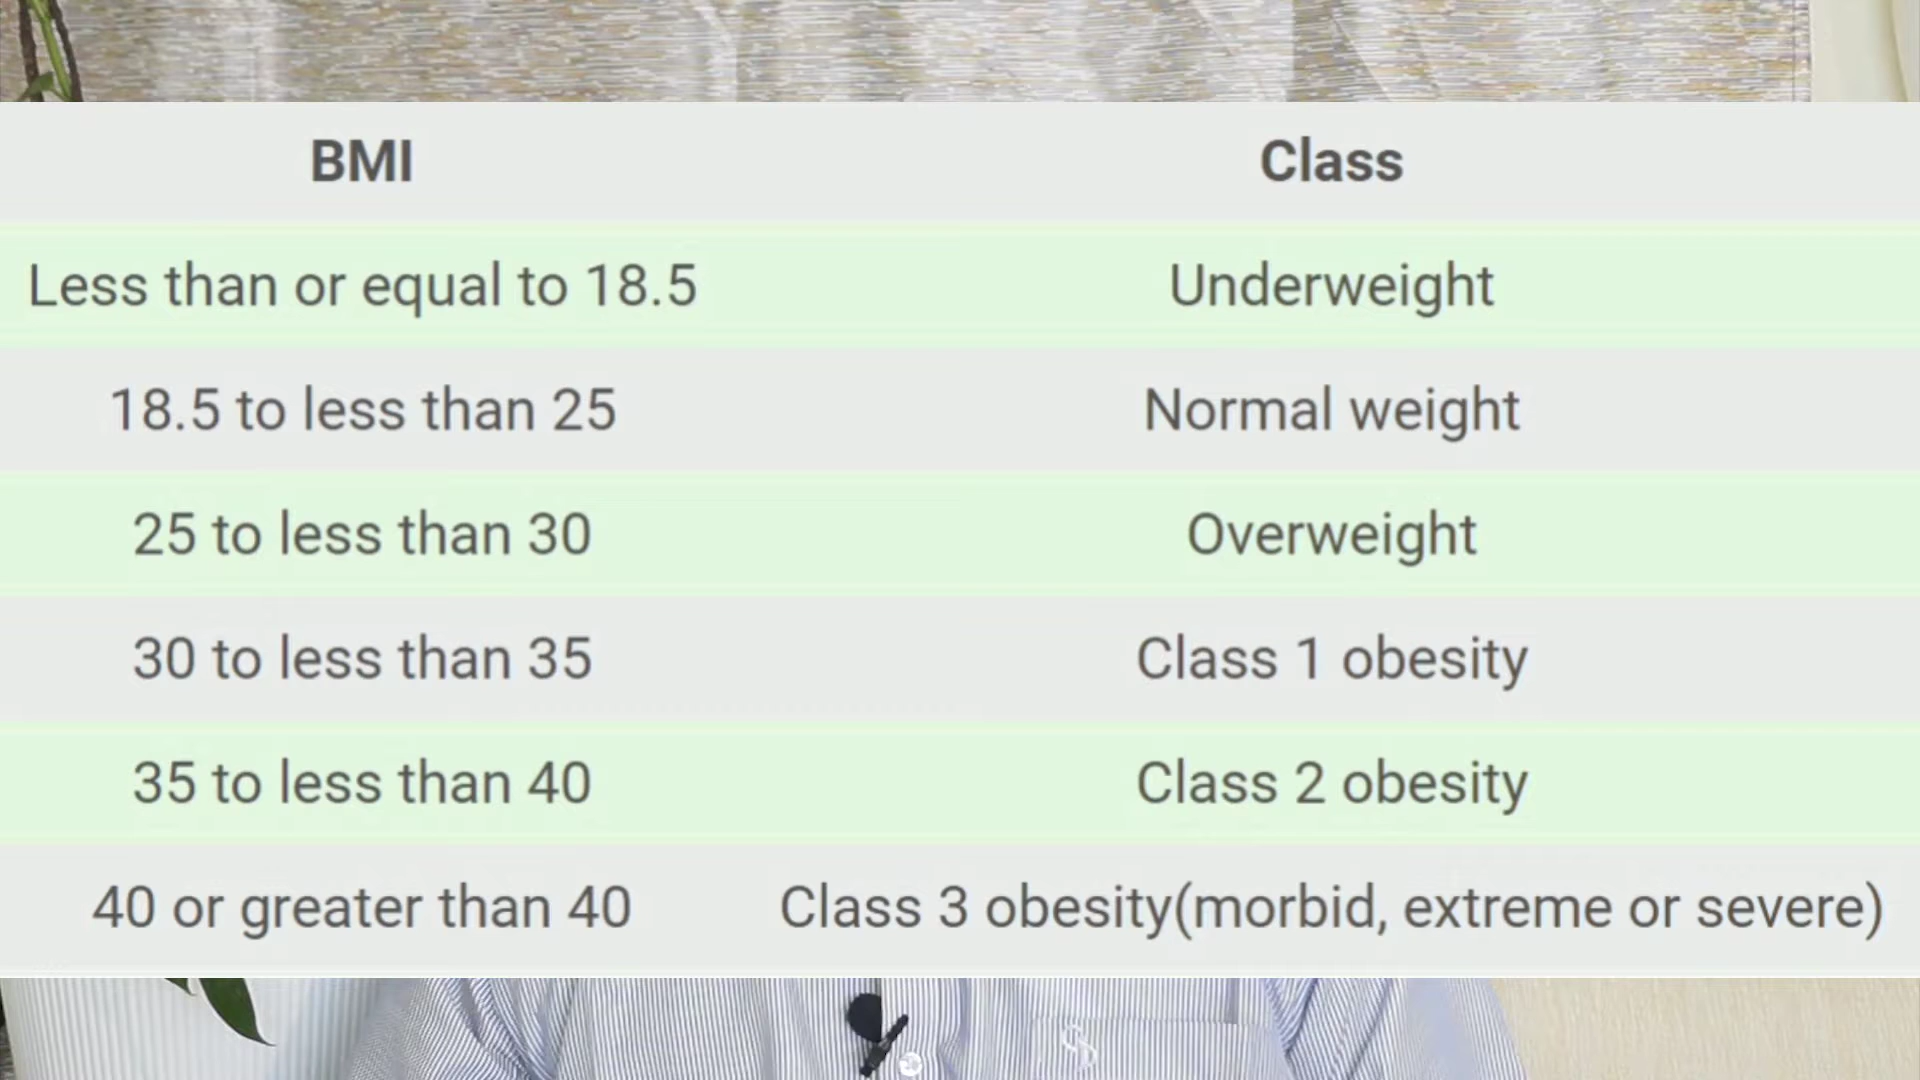 BMI Class
Less than or equal to 18.5 Underweight
18.5 to less than 25 Normal weight
25 to less than 30 Overweight
30 to less than 35 Class 1 obesity
35 to less than 40 Class 2 obesity
40 or greater than 40 Class 3 obesity(morbid, extreme or severe)